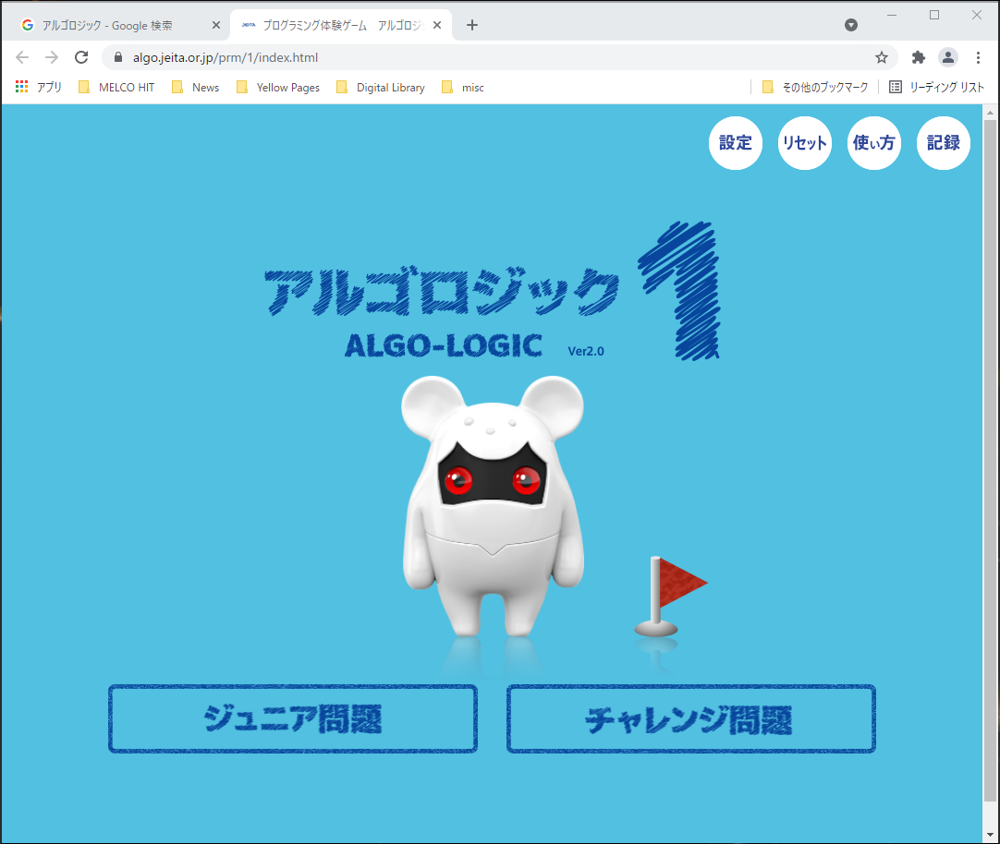 アルゴロジック - Google 検索
JEITA プログラミング体験ゲーム アルゴロジ
algo.jeita.or.jp/prm/1/index.html
アプリ MELCO HIT News Yellow Pages Digital Library misc その他のブックマーク リーディング リスト
設定 リセット 使い方 記録
アルゴロジック 1
ALGO-LOGIC Ver2.0
ジュニア問題 チャレンジ問題